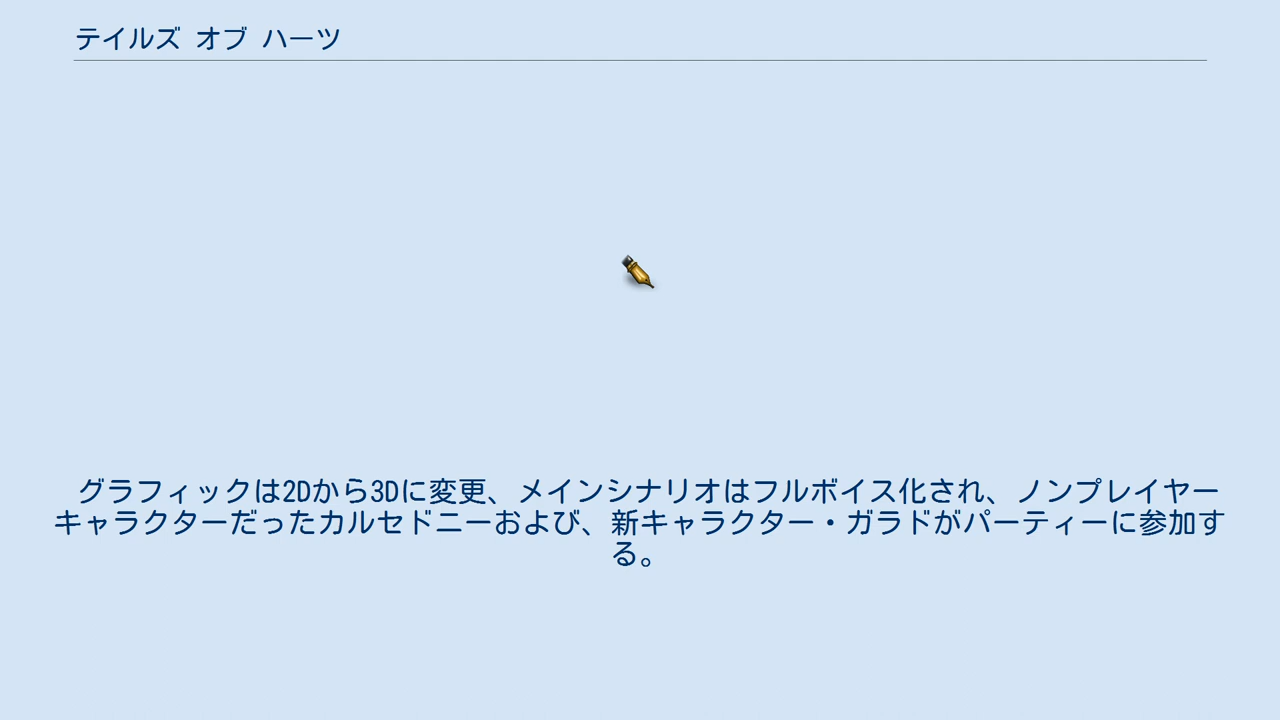 テイルズ オブ ハーツ
グラフィックは2Dから3Dに変更、メインシナリオはフルボイス化され、ノンプレイヤー
キャラクターだったカルセドニーおよび、新キャラクター・ガラドがパーティーに参加す
る。